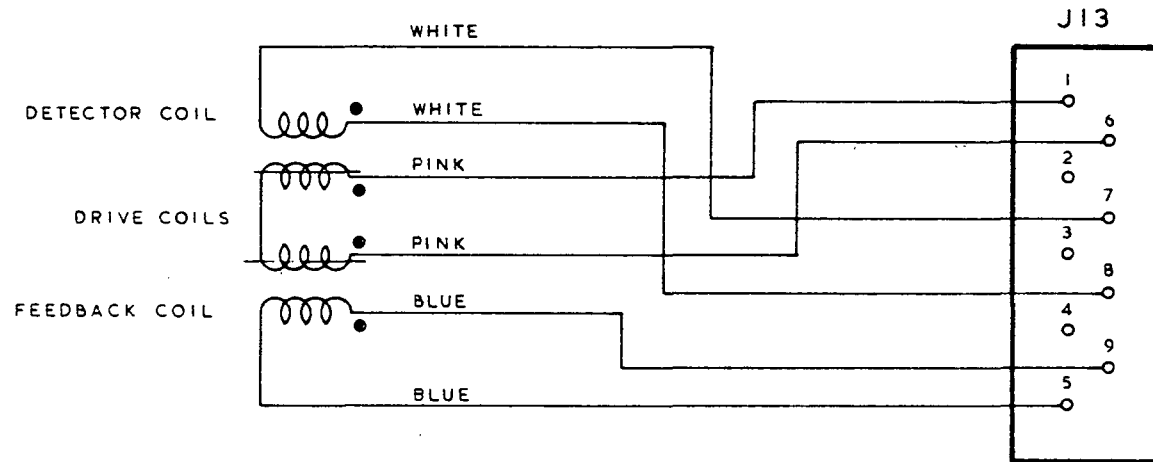 J13
WHITE
1
DETECTOR COIL
WHITE
6
PINK
2
7
DRIVE COILS
PINK
3
8
FEEDBACK COIL
BLUE
4
9
BLUE
5